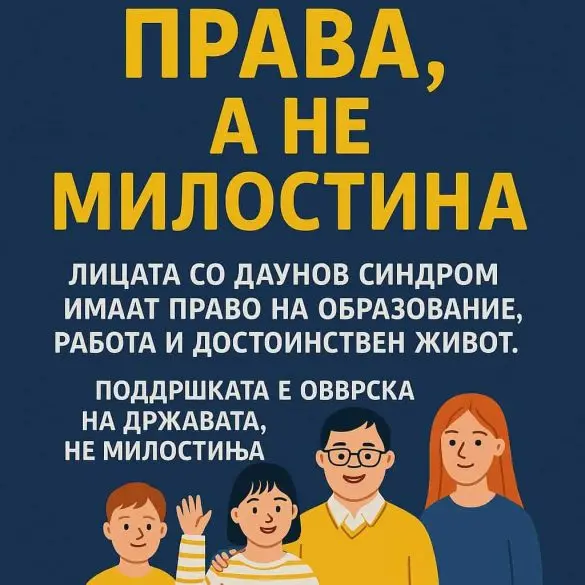 ПРАВА,
А НЕ
МИЛОСТИНА
ЛИЦАТА СО ДАУНОВ СИНДРОМ
ИМААТ ПРАВО НА ОБРАЗОВАНИЕ,
РАБОТА И ДОСТОИНСТВЕН ЖИВОТ.
ПОДДРШКАТА Е ОВВРСКА
НА ДРЖАВАТА,
НЕ МИЛОСТИЊА